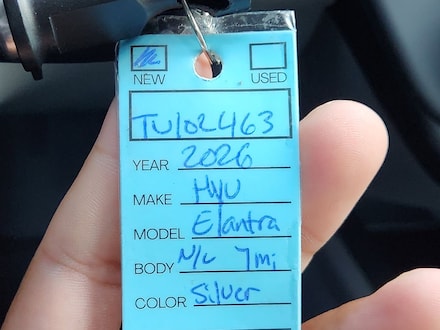 NEW USED
TU102463
YEAR 2026
MAKE HYU
MODEL Elantra
BODY N/L 7mi
COLOR Silver